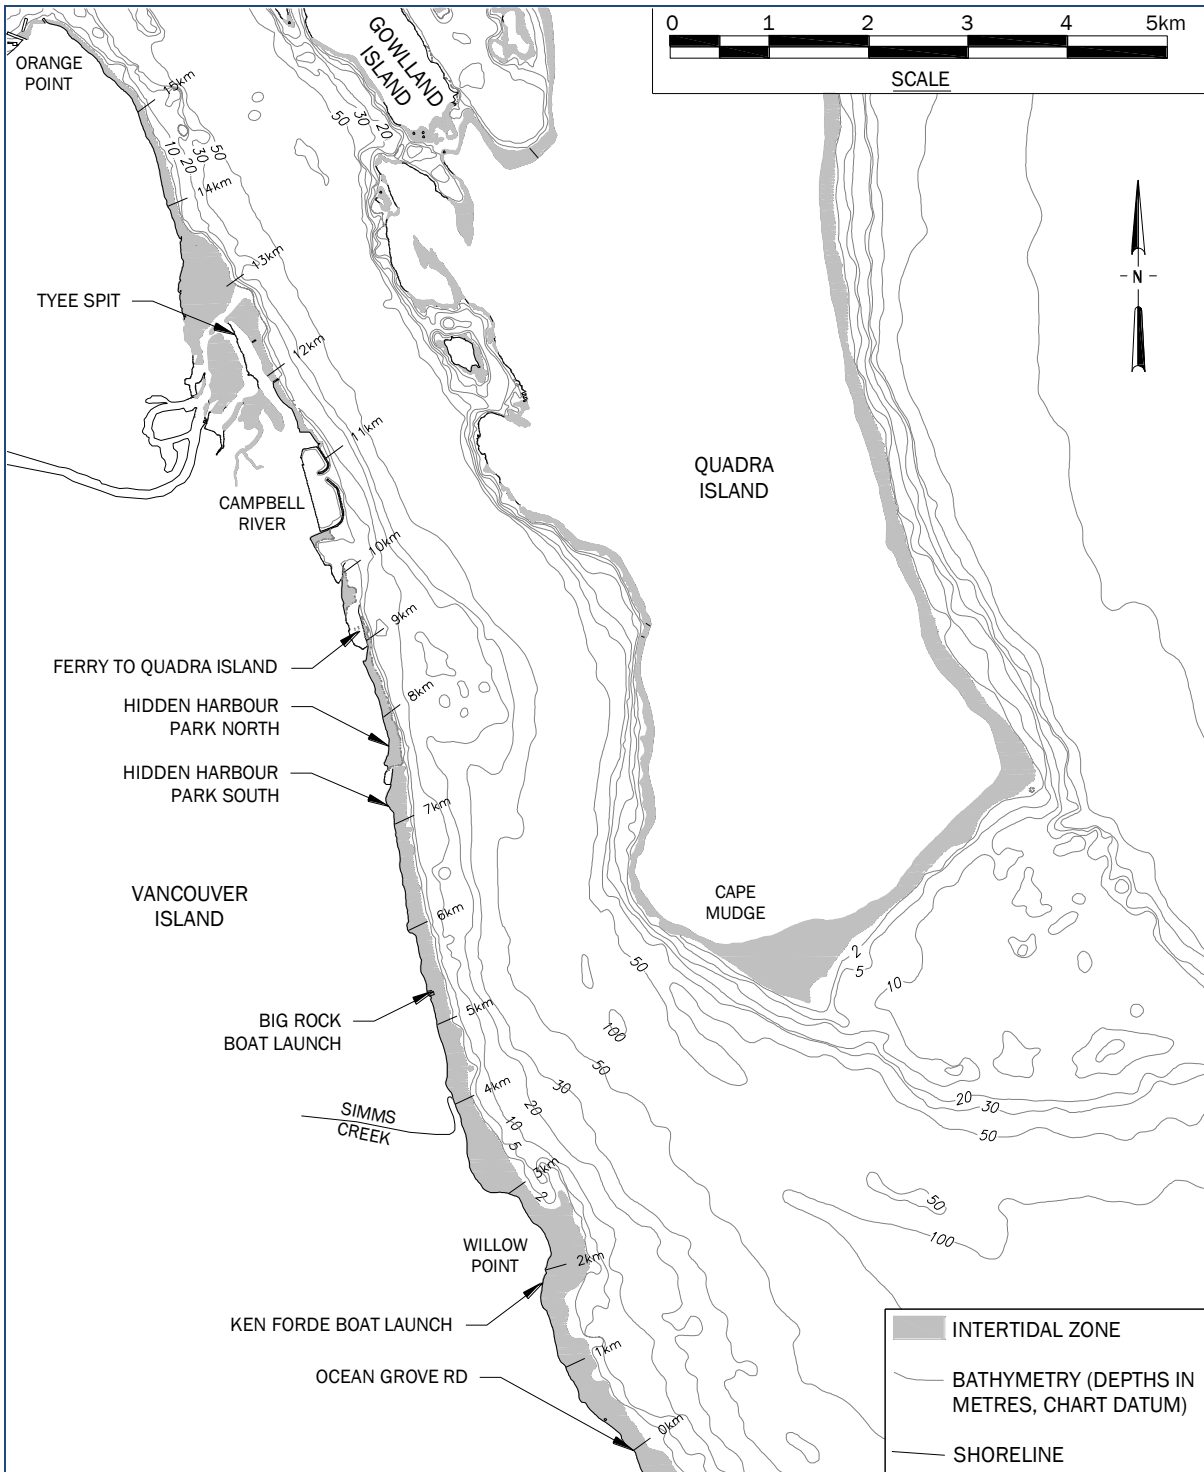 0 1 2 3 4 5km
SCALE
ORANGE
POINT
GOWLLAND
ISLAND
50
30
20
15km
10
20
30
50
14km
13km
TYEE SPIT
12km
11km
N
QUADRA
ISLAND
CAMPBELL
RIVER
10km
9km
FERRY TO QUADRA ISLAND
8km
HIDDEN HARBOUR
PARK NORTH
HIDDEN HARBOUR
PARK SOUTH
7km
VANCOUVER
ISLAND
6km
CAPE
MUDGE
2
5
10
50
100
BIG ROCK
BOAT LAUNCH
5km
4km
50
30
20
10
5
20
30
50
SIMMS
CREEK
3km
2
50
100
WILLOW
POINT
2km
KEN FORDE BOAT LAUNCH
1km
OCEAN GROVE RD
0km
INTERTIDAL ZONE
BATHYMETRY (DEPTHS IN
METRES, CHART DATUM)
SHORELINE